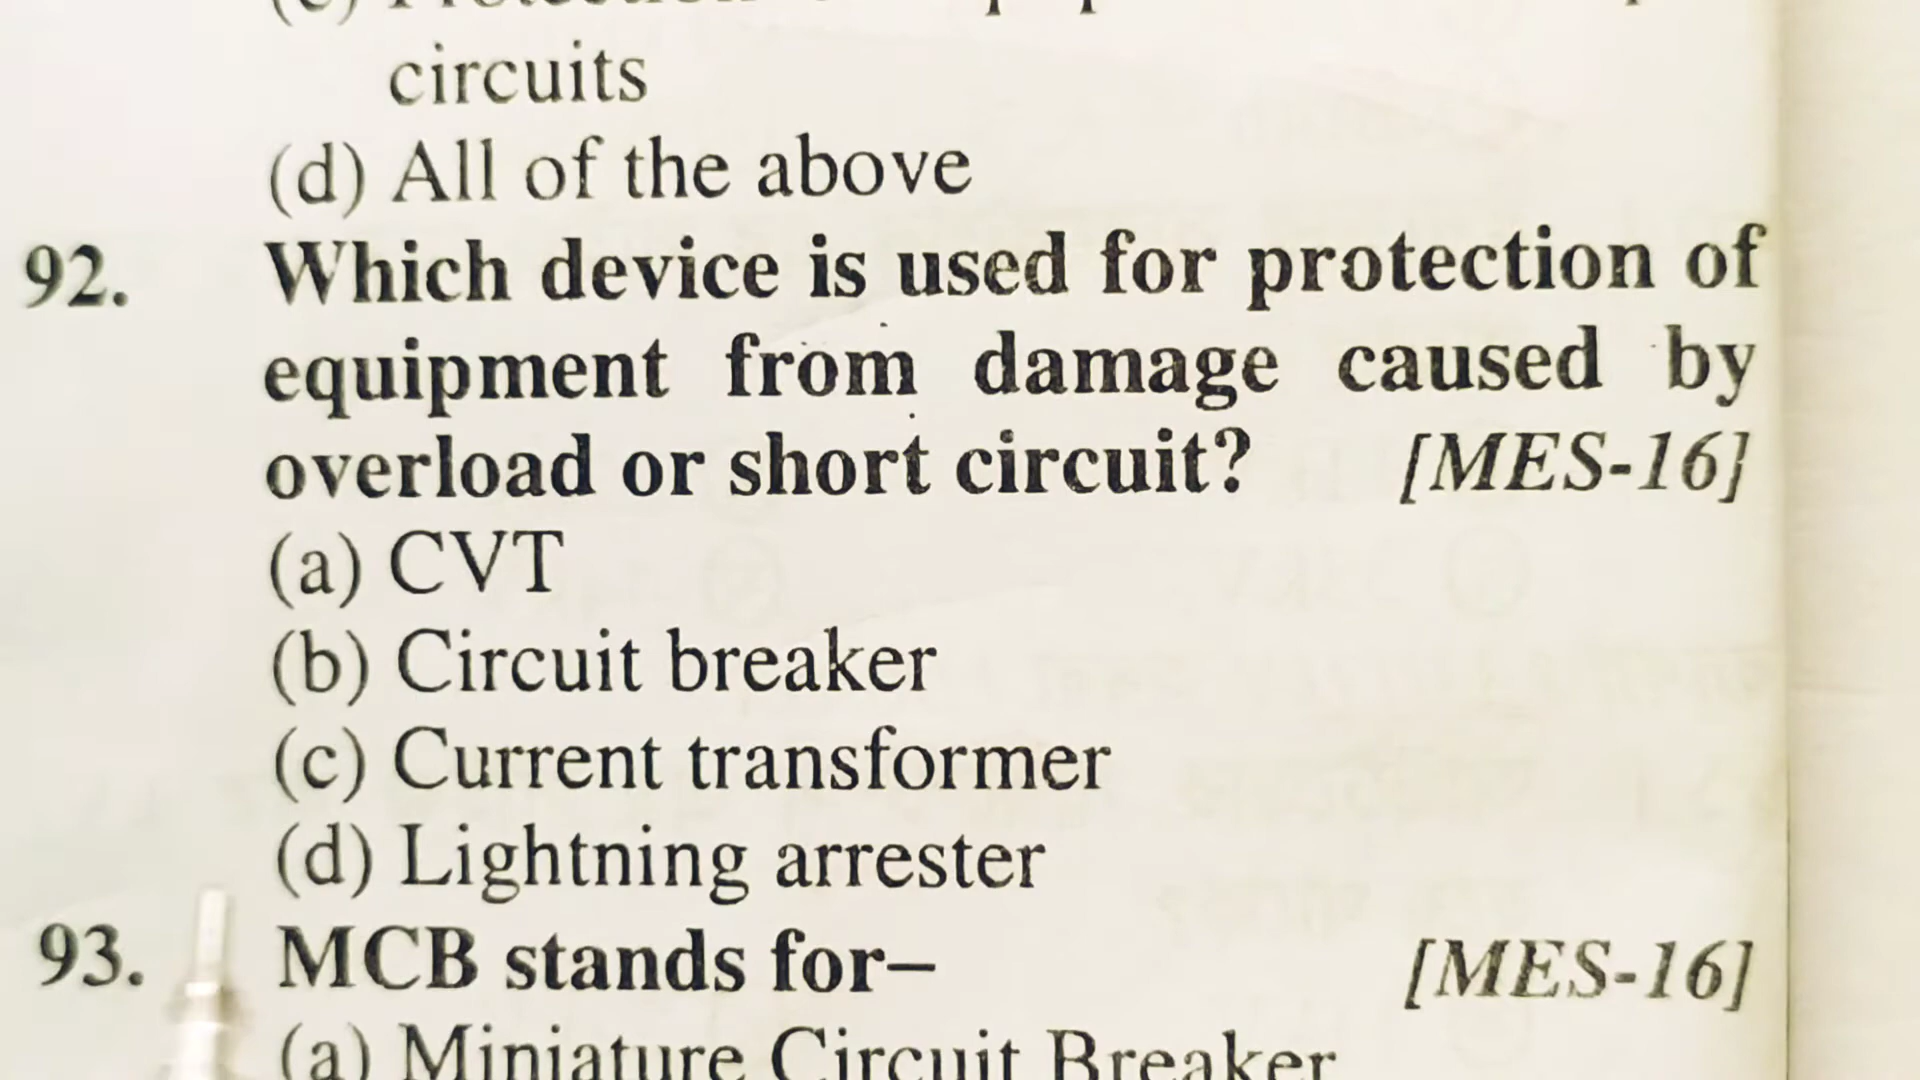 circuits
(d) All of the above
92. Which device is used for protection of
equipment from damage caused by
overload or short circuit? [MES-16]
(a) CVT
(b) Circuit breaker
(c) Current transformer
(d) Lightning arrester
93. MCB stands for– [MES-16]
(a) Miniature Circuit Breaker